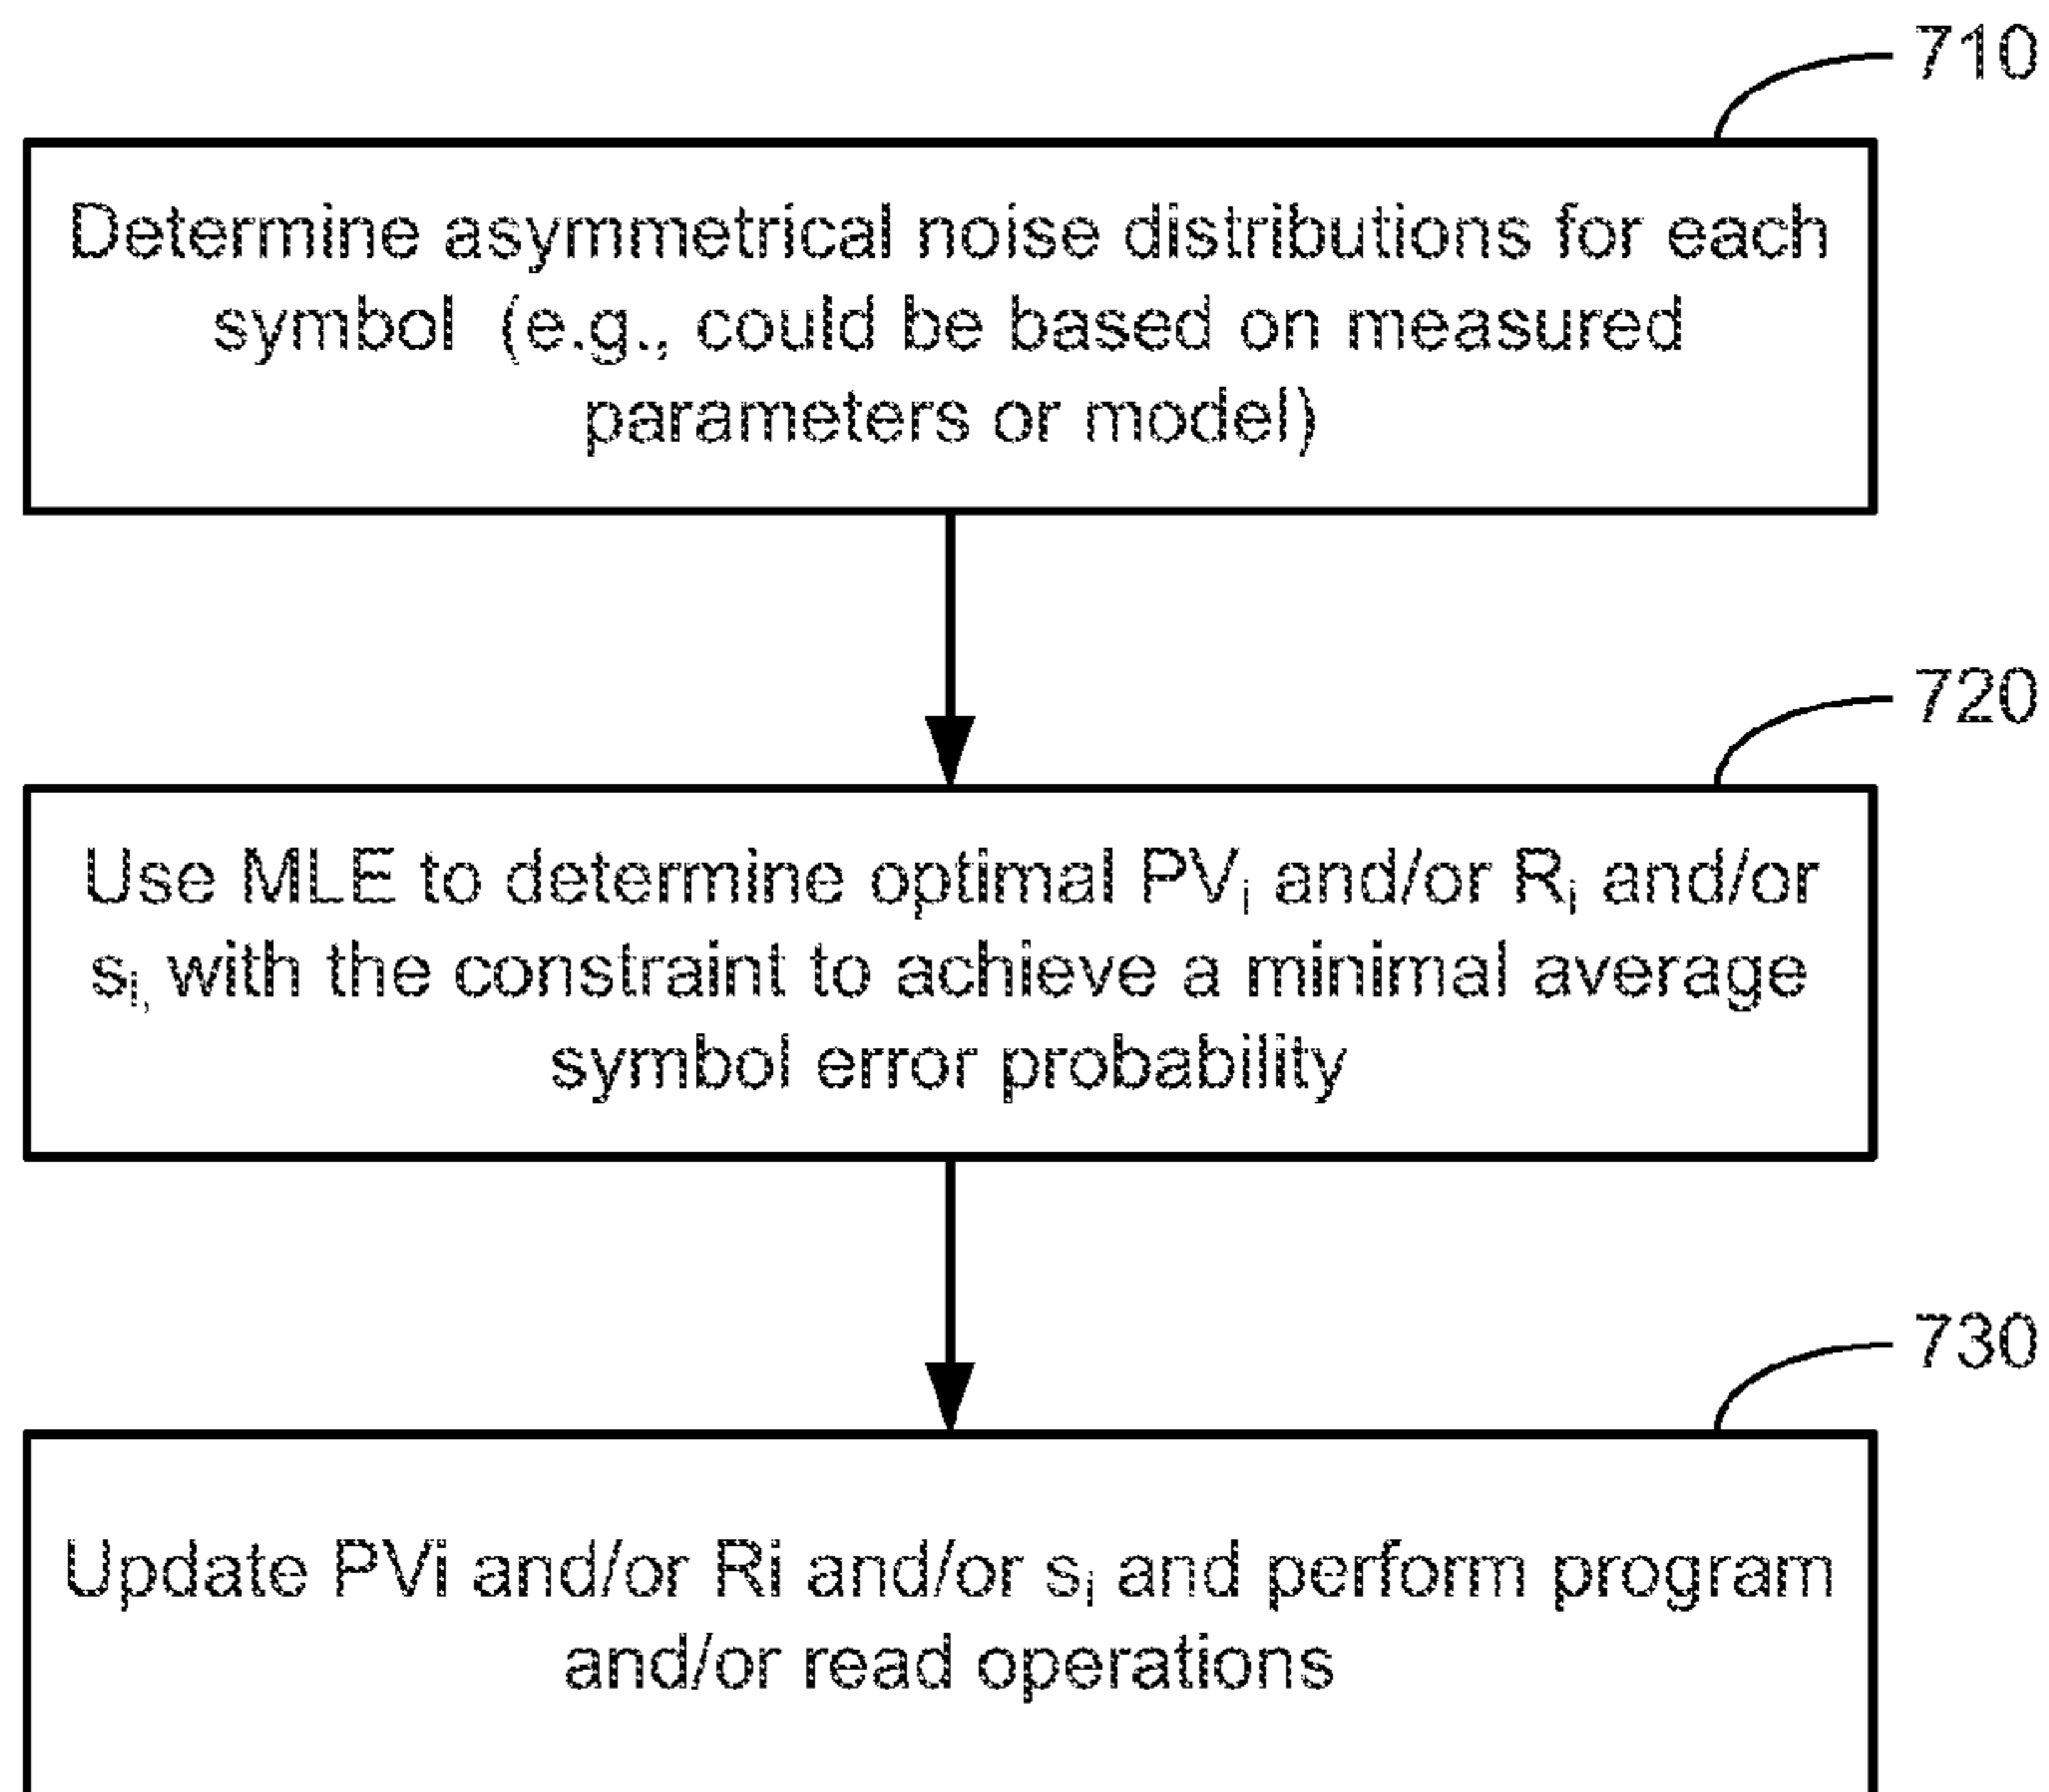 710
Determine asymmetrical noise distributions for each
symbol (e.g., could be based on measured
parameters or model)
720
Use MLE to determine optimal PVᵢ and/or Rᵢ and/or
sᵢ, with the constraint to achieve a minimal average
symbol error probability
730
Update PVi and/or Ri and/or sᵢ and perform program
and/or read operations